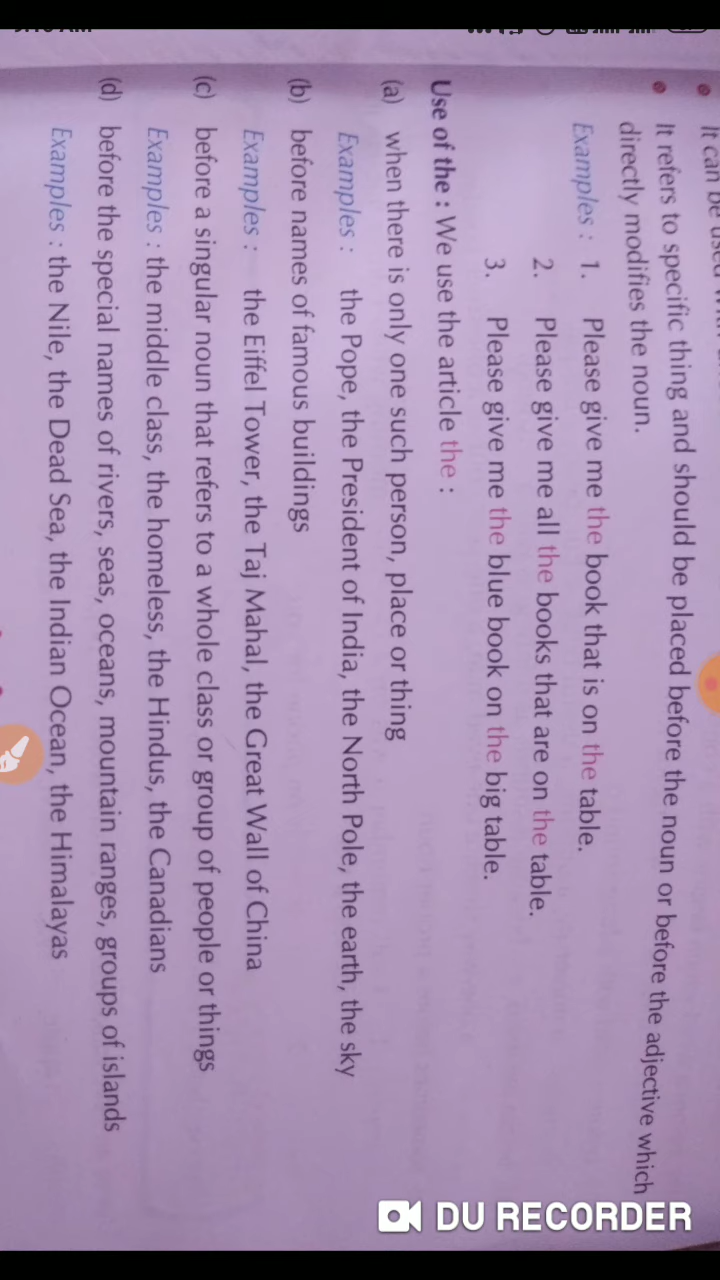 It can be used
It refers to specific thing and should be placed before the noun or before the adjective which
directly modifies the noun.
Examples : 1. Please give me the book that is on the table.
2. Please give me all the books that are on the table.
3. Please give me the blue book on the big table.
Use of the : We use the article the :
(a) when there is only one such person, place or thing
Examples : the Pope, the President of India, the North Pole, the earth, the sky
(b) before names of famous buildings
Examples : the Eiffel Tower, the Taj Mahal, the Great Wall of China
(c) before a singular noun that refers to a whole class or group of people or things
Examples : the middle class, the homeless, the Hindus, the Canadians
(d) before the special names of rivers, seas, oceans, mountain ranges, groups of islands
Examples : the Nile, the Dead Sea, the Indian Ocean, the Himalayas
DU RECORDER